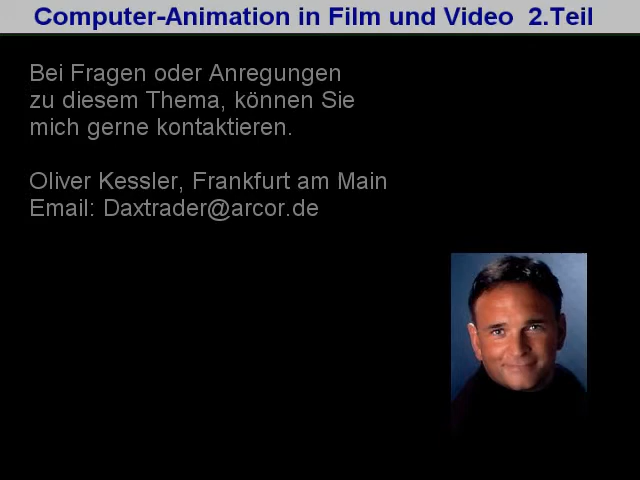 Computer-Animation in Film und Video 2.Teil
Bei Fragen oder Anregungen
zu diesem Thema, können Sie
mich gerne kontaktieren.
Oliver Kessler, Frankfurt am Main
Email: Daxtrader@arcor.de